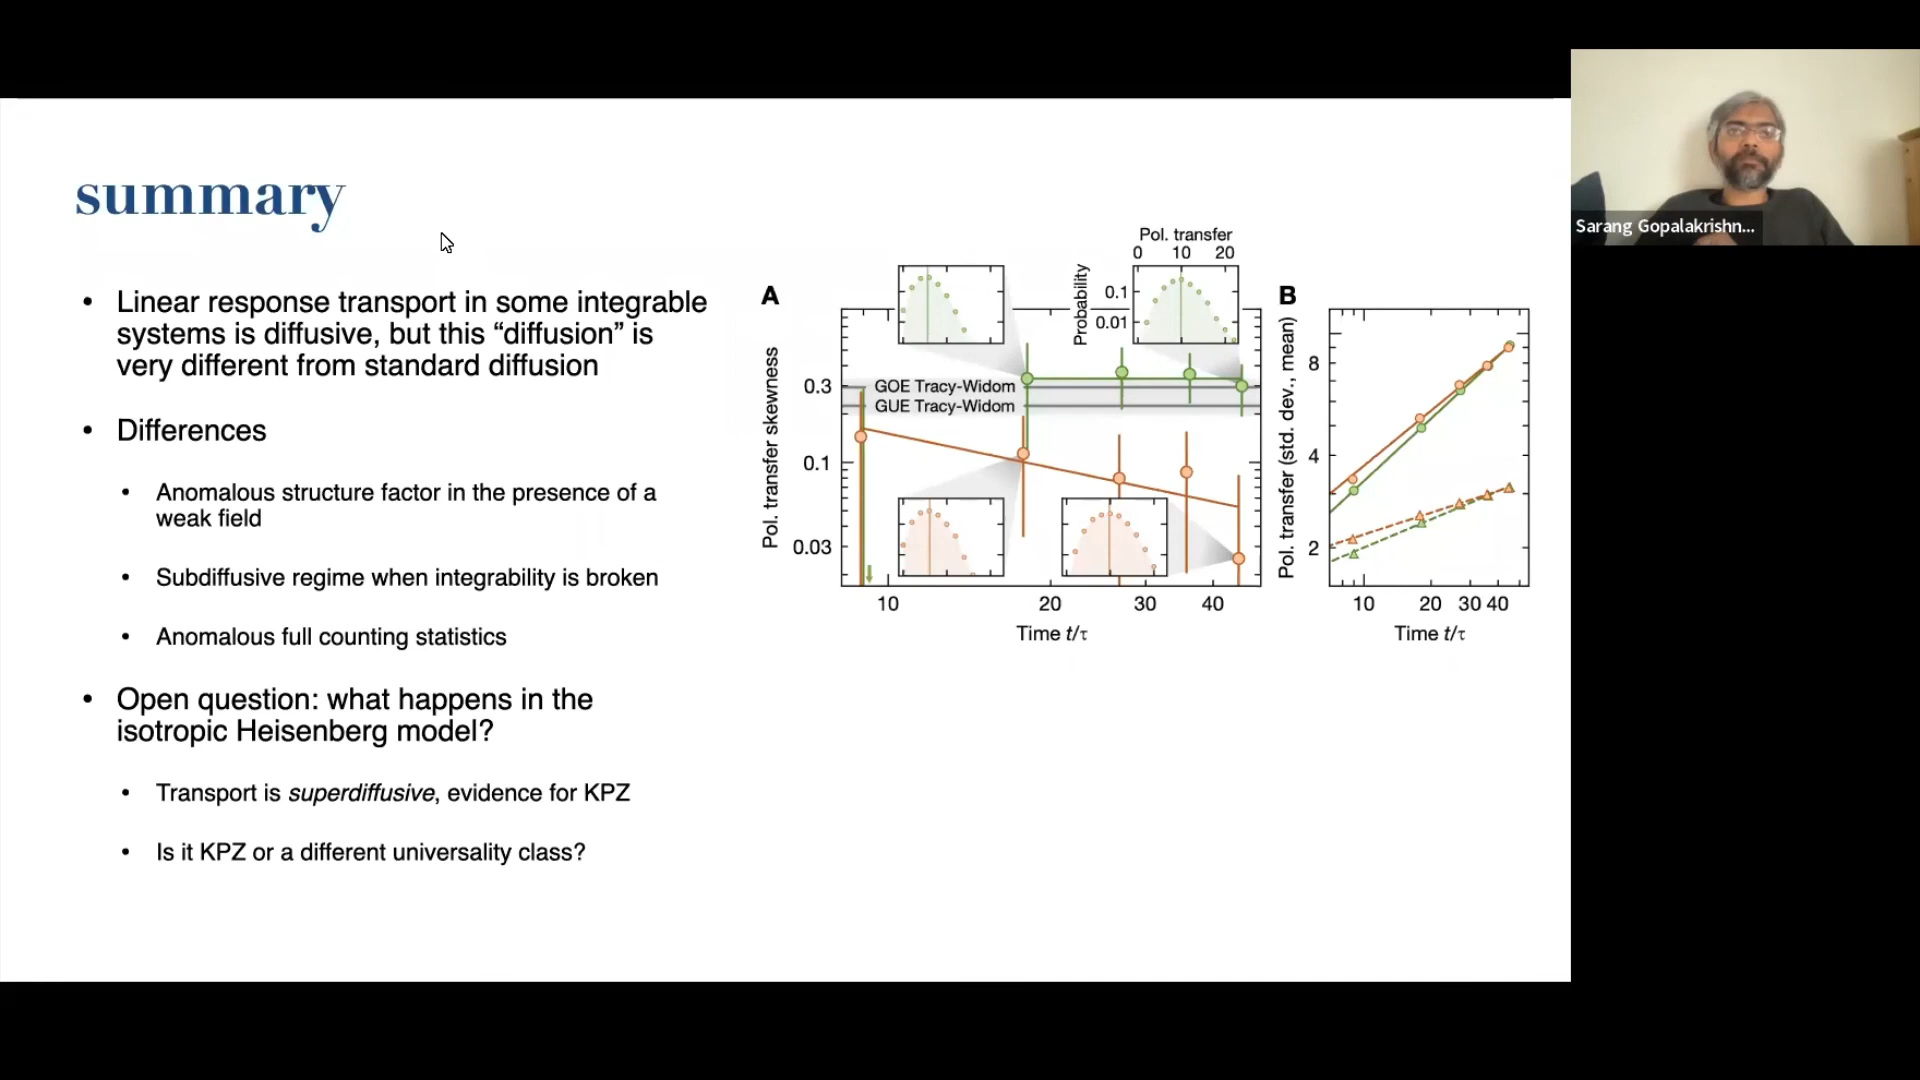 summary
• Linear response transport in some integrable
systems is diffusive, but this “diffusion” is
very different from standard diffusion
• Differences
• Anomalous structure factor in the presence of a
weak field
• Subdiffusive regime when integrability is broken
• Anomalous full counting statistics
• Open question: what happens in the
isotropic Heisenberg model?
• Transport is superdiffusive, evidence for KPZ
• Is it KPZ or a different universality class?
A
Pol. transfer
0 10 20
Probability
0.1
0.01
Pol. transfer skewness
0.3
0.1
0.03
GOE Tracy-Widom
GUE Tracy-Widom
10 20 30 40
Time t/τ
B
Pol. transfer (std. dev., mean)
8
4
2
10 20 30 40
Time t/τ
Sarang Gopalakrishn...